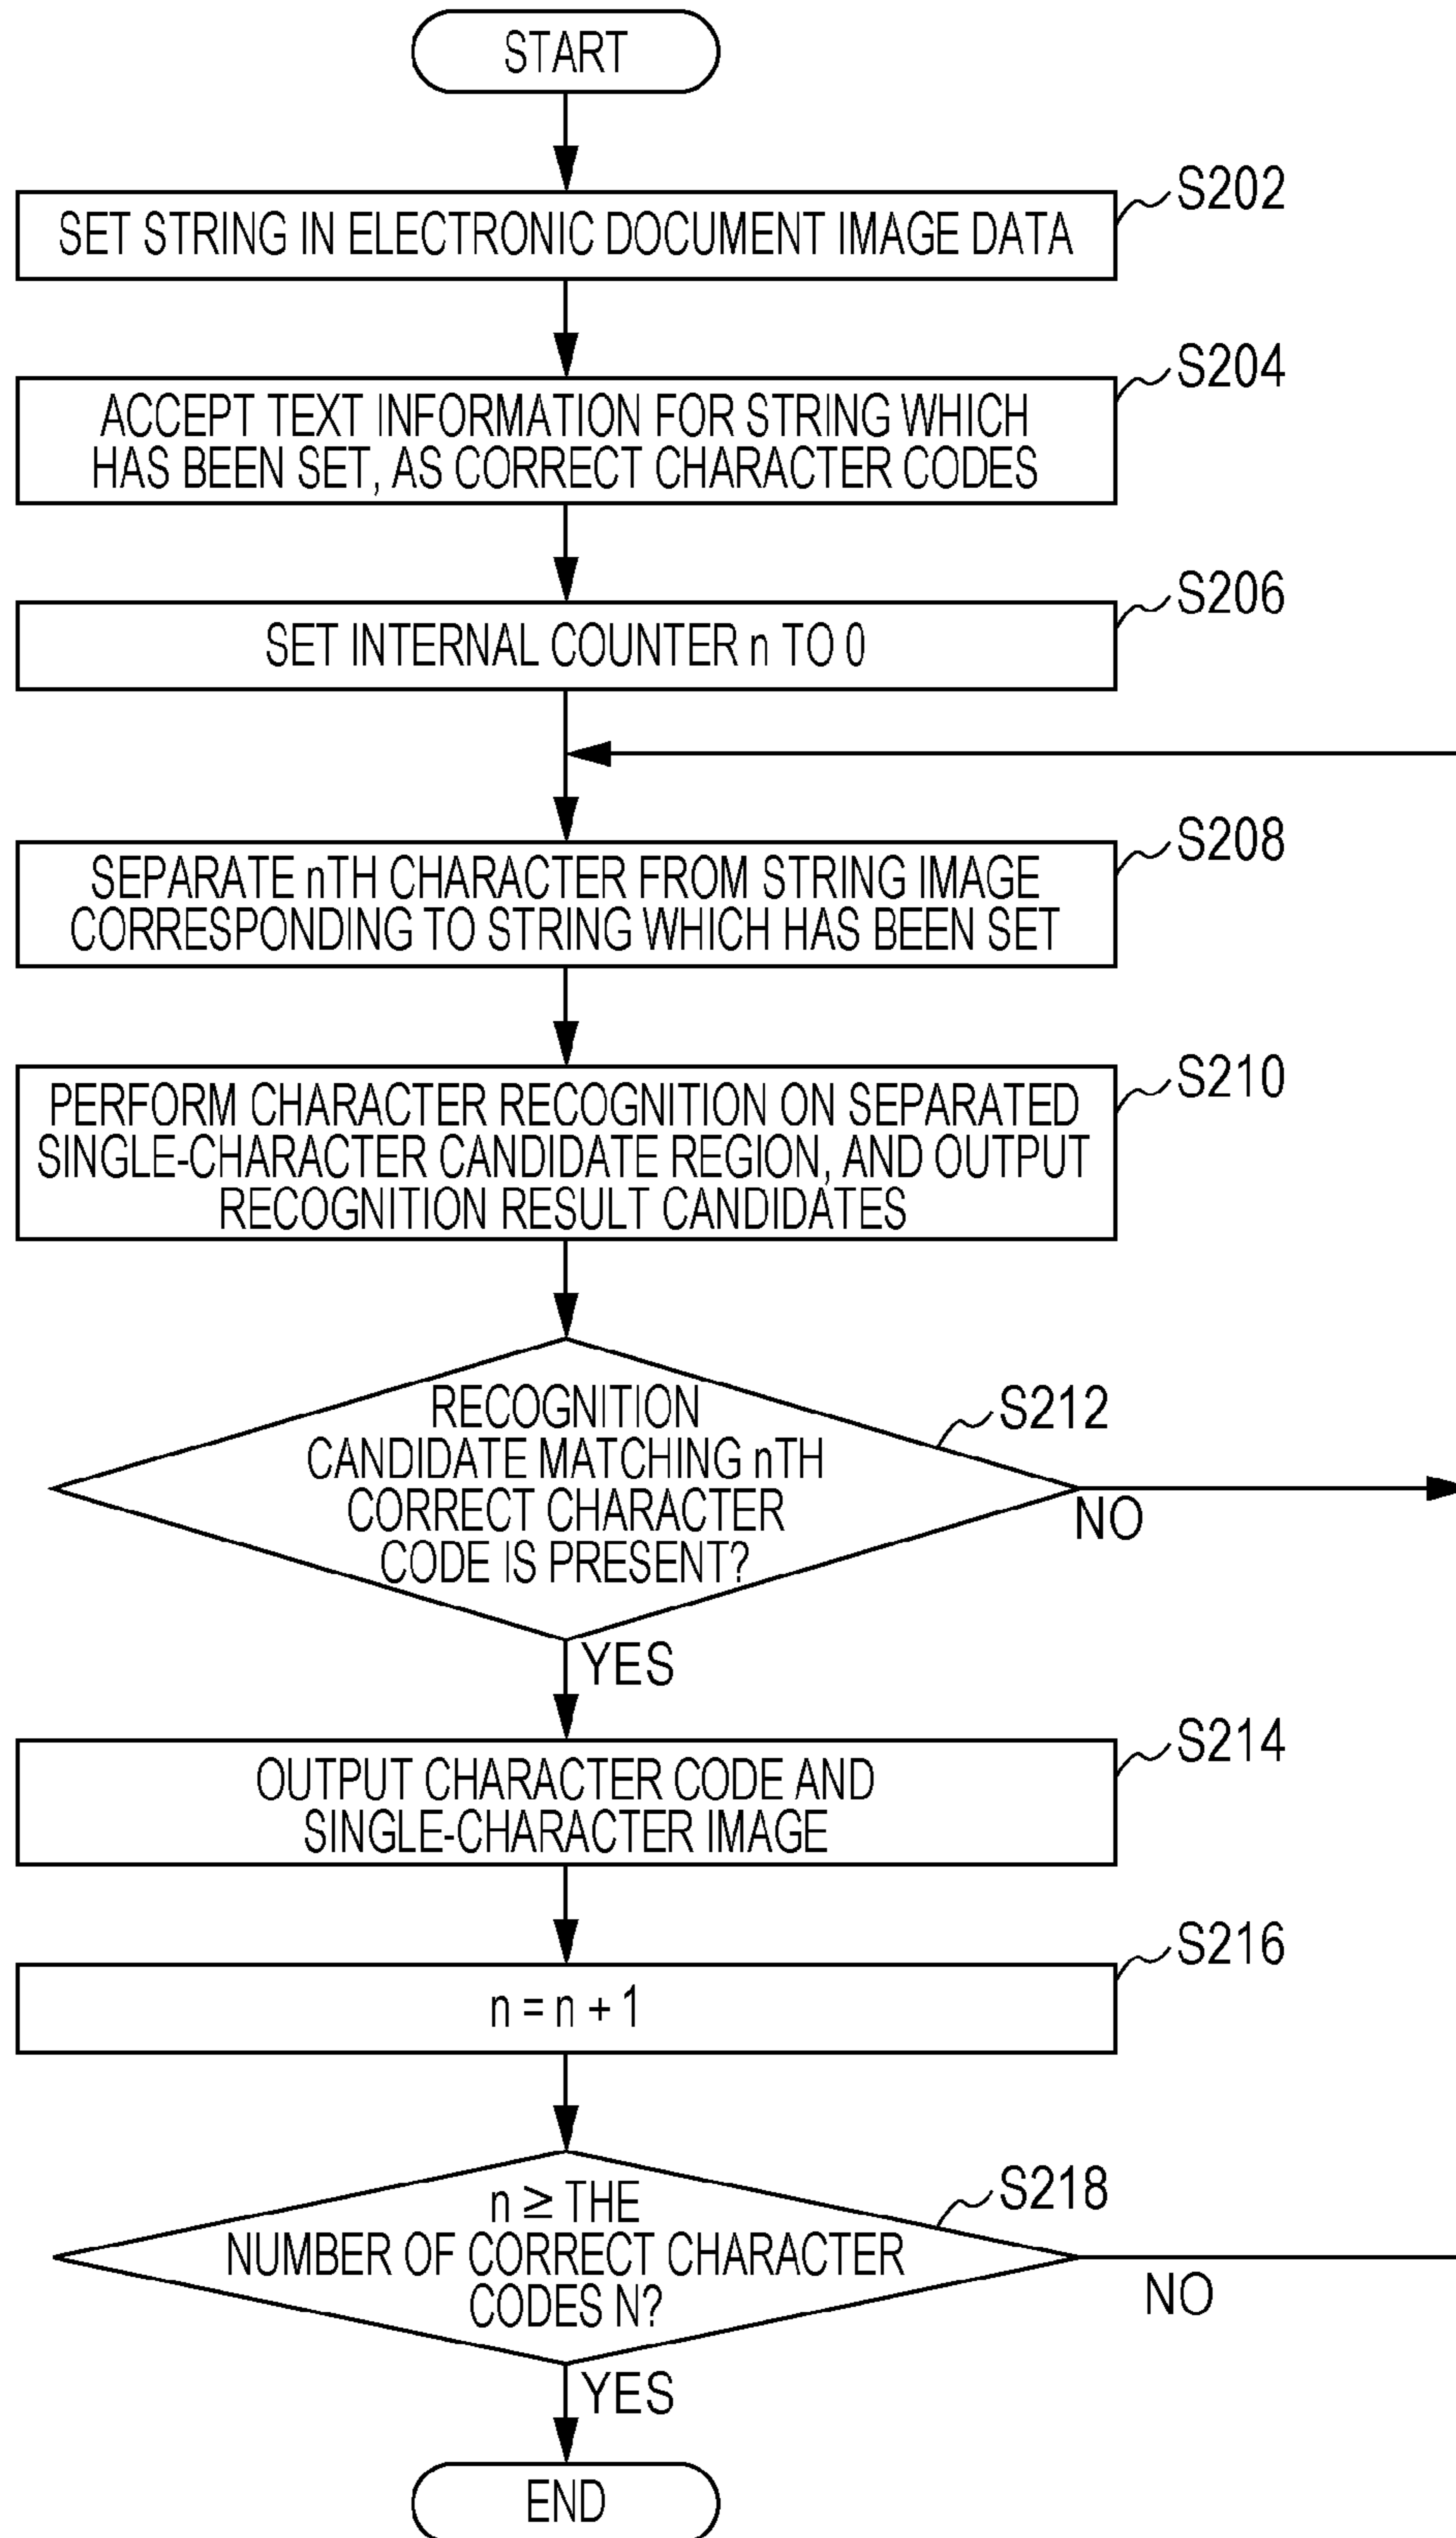 START
S202
SET STRING IN ELECTRONIC DOCUMENT IMAGE DATA
S204
ACCEPT TEXT INFORMATION FOR STRING WHICH
HAS BEEN SET, AS CORRECT CHARACTER CODES
S206
SET INTERNAL COUNTER n TO 0
S208
SEPARATE nTH CHARACTER FROM STRING IMAGE
CORRESPONDING TO STRING WHICH HAS BEEN SET
S210
PERFORM CHARACTER RECOGNITION ON SEPARATED
SINGLE-CHARACTER CANDIDATE REGION, AND OUTPUT
RECOGNITION RESULT CANDIDATES
S212
RECOGNITION
CANDIDATE MATCHING nTH
CORRECT CHARACTER
CODE IS PRESENT?
NO
YES
S214
OUTPUT CHARACTER CODE AND
SINGLE-CHARACTER IMAGE
S216
n = n + 1
S218
n ≥ THE
NUMBER OF CORRECT CHARACTER
CODES N?
NO
YES
END